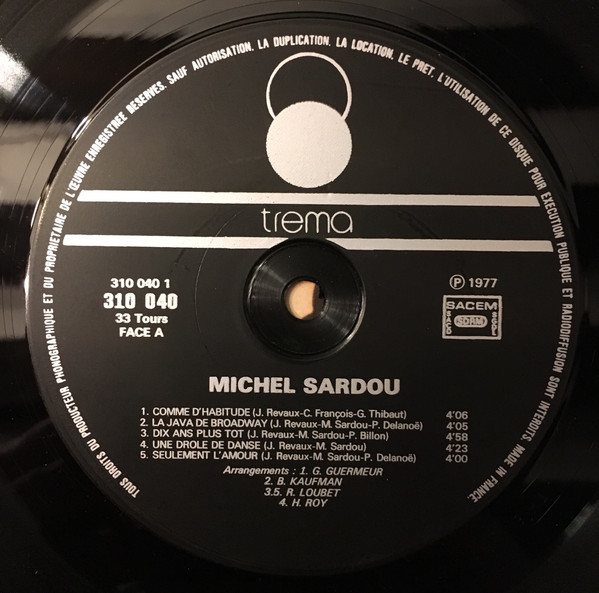 TOUS DROITS DU PRODUCTEUR PHONOGRAPHIQUE ET DU PROPRIETAIRE DE L'ŒUVRE ENREGISTREE RESERVES. SAUF AUTORISATION. LA DUPLICATION. LA LOCATION. LE PRET. L'UTILISATION DE CE DISQUE POUR EXECUTION PUBLIQUE ET RADIODIFFUSION SONT INTERDITS. MADE IN FRANCE
trema
310 040 1
310 040
33 Tours
FACE A
℗ 1977
SACEM
SACD SDRM SGDL
MICHEL SARDOU
1. COMME D'HABITUDE (J. Revaux-C. François-G. Thibaut) 4'06
2. LA JAVA DE BROADWAY (J. Revaux-M. Sardou-P. Delanoë) 4'05
3. DIX ANS PLUS TOT (J. Revaux-M. Sardou-P. Billon) 4'58
4. UNE DROLE DE DANSE (J. Revaux-M. Sardou) 4'23
5. SEULEMENT L'AMOUR (J. Revaux-M. Sardou-P. Delanoë) 4'00
Arrangements : 1. G. GUERMEUR
2. B. KAUFMAN
3.5. R. LOUBET
4. H. ROY